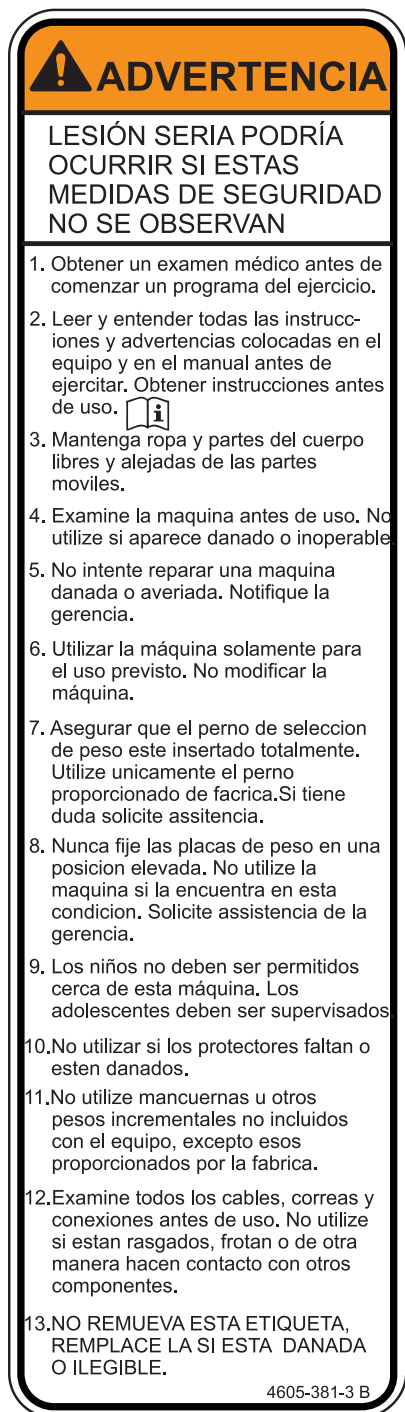 ADVERTENCIA
LESIÓN SERIA PODRÍA
OCURRIR SI ESTAS
MEDIDAS DE SEGURIDAD
NO SE OBSERVAN
1. Obtener un examen médico antes de
comenzar un programa del ejercicio.
2. Leer y entender todas las instrucc-
iones y advertencias colocadas en el
equipo y en el manual antes de
ejercitar. Obtener instrucciones antes
de uso.
3. Mantenga ropa y partes del cuerpo
libres y alejadas de las partes
moviles.
4. Examine la maquina antes de uso. No
utilize si aparece danado o inoperable.
5. No intente reparar una maquina
danada o averiada. Notifique la
gerencia.
6. Utilizar la máquina solamente para
el uso previsto. No modificar la
máquina.
7. Asegurar que el perno de seleccion
de peso este insertado totalmente.
Utilize unicamente el perno
proporcionado de facrica.Si tiene
duda solicite assitencia.
8. Nunca fije las placas de peso en una
posicion elevada. No utilize la
maquina si la encuentra en esta
condicion. Solicite assistencia de la
gerencia.
9. Los niños no deben ser permitidos
cerca de esta máquina. Los
adolescentes deben ser supervisados.
10.No utilizar si los protectores faltan o
esten danados.
11.No utilize mancuernas u otros
pesos incrementales no incluidos
con el equipo, excepto esos
proporcionados por la fabrica.
12.Examine todos los cables, correas y
conexiones antes de uso. No utilize
si estan rasgados, frotan o de otra
manera hacen contacto con otros
componentes.
13.NO REMUEVA ESTA ETIQUETA,
REMPLACE LA SI ESTA DANADA
O ILEGIBLE.
4605-381-3 B